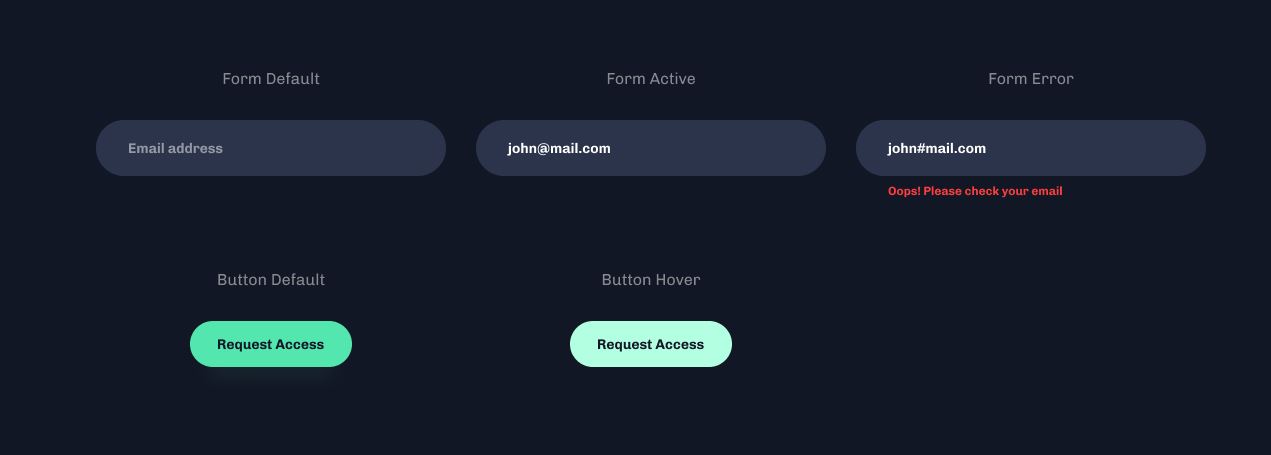 Form Default
Form Active
Form Error
Email address
john@mail.com
john#mail.com
Oops! Please check your email
Button Default
Button Hover
Request Access
Request Access